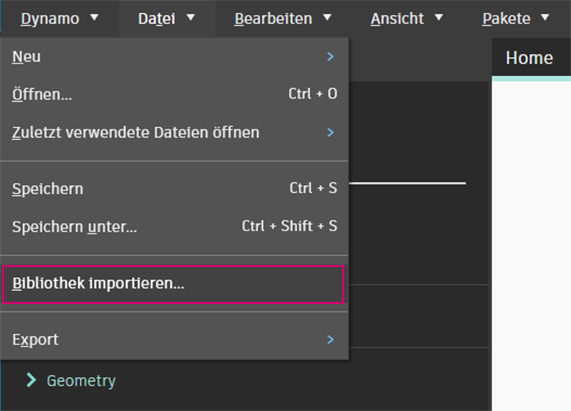 Dynamo Datei Bearbeiten Ansicht Pakete
Neu
Home
Öffnen... Ctrl + O
Zuletzt verwendete Dateien öffnen
Speichern Ctrl + S
Speichern unter... Ctrl + Shift + S
Bibliothek importieren...
Export
Geometry